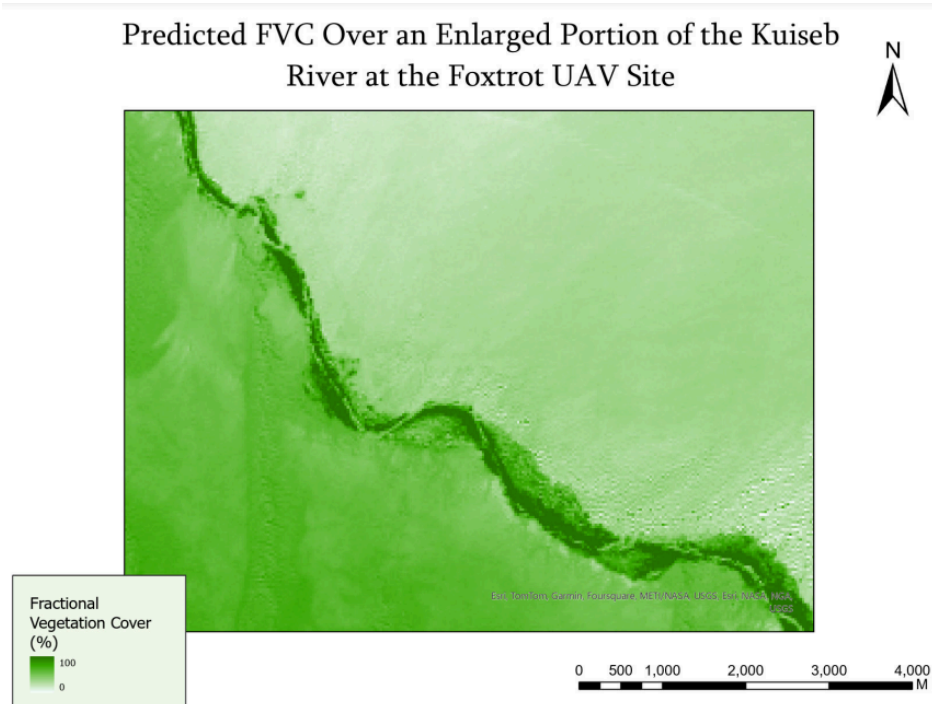 Predicted FVC Over an Enlarged Portion of the Kuiseb
River at the Foxtrot UAV Site
N
Esri, TomTom, Garmin, Foursquare, METI/NASA, USGS, Esri, NASA, NGA,
USGS
Fractional
Vegetation Cover
(%)
100
0
0 500 1,000 2,000 3,000 4,000
M